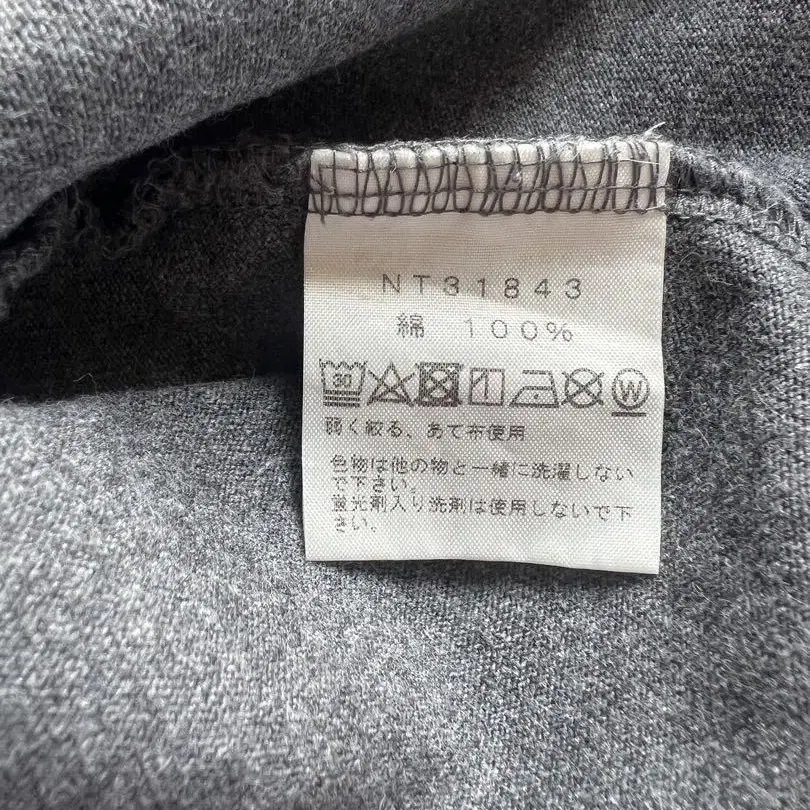 NT31843
綿 100%
30
W
弱く絞る、あて布使用
色物は他の物と一緒に洗濯しない
で下さい。
蛍光剤入り洗剤は使用しないで下
さい。